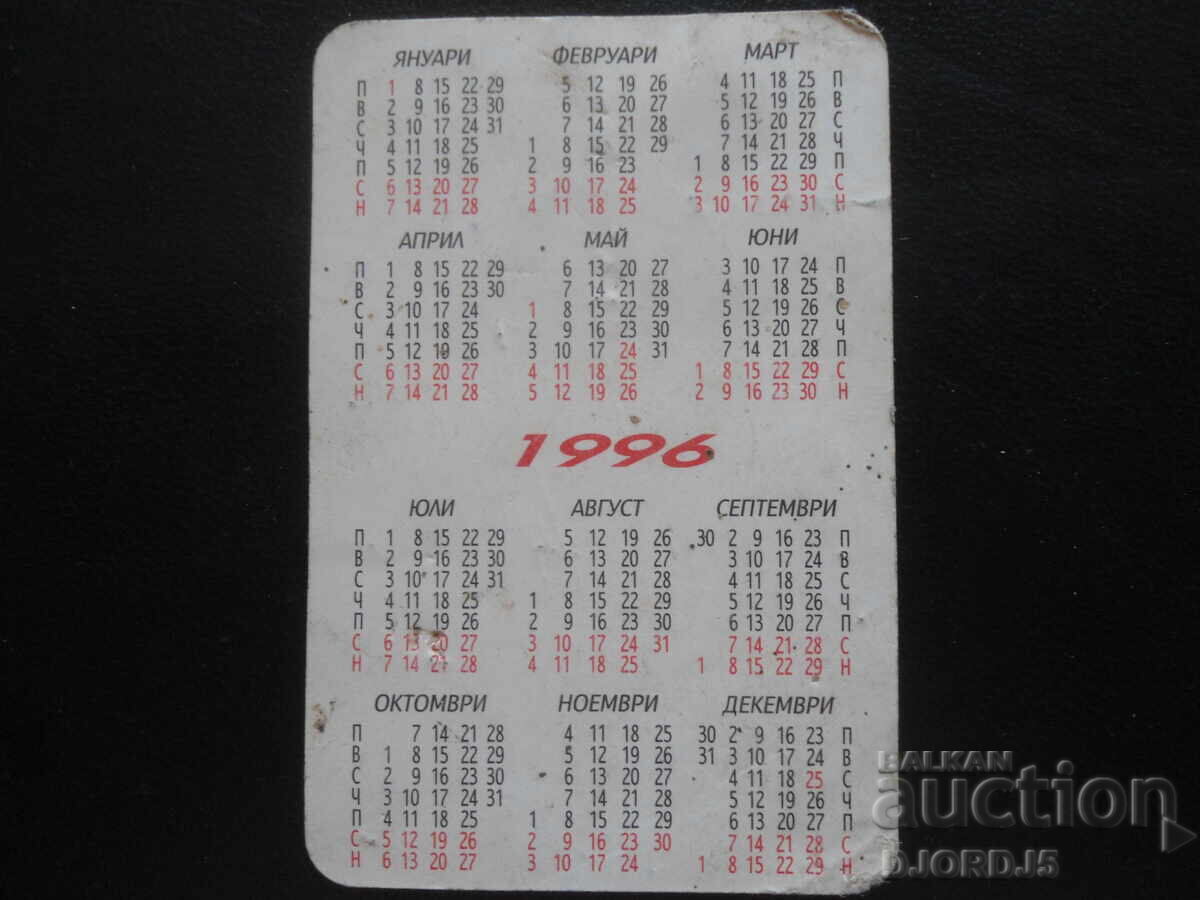 ЯНУАРИ ФЕВРУАРИ МАРТ
П 1 8 15 22 29 5 12 19 26 4 11 18 25 П
В 2 9 16 23 30 6 13 20 27 5 12 19 26 В
С 3 10 17 24 31 7 14 21 28 6 13 20 27 С
Ч 4 11 18 25 1 8 15 22 29 7 14 21 28 Ч
П 5 12 19 26 2 9 16 23 1 8 15 22 29 П
С 6 13 20 27 3 10 17 24 2 9 16 23 30 С
Н 7 14 21 28 4 11 18 25 3 10 17 24 31 Н
АПРИЛ МАЙ ЮНИ
П 1 8 15 22 29 6 13 20 27 3 10 17 24 П
В 2 9 16 23 30 7 14 21 28 4 11 18 25 В
С 3 10 17 24 1 8 15 22 29 5 12 19 26 С
Ч 4 11 18 25 2 9 16 23 30 6 13 20 27 Ч
П 5 12 19 26 3 10 17 24 31 7 14 21 28 П
С 6 13 20 27 4 11 18 25 1 8 15 22 29 С
Н 7 14 21 28 5 12 19 26 2 9 16 23 30 Н
1996
ЮЛИ АВГУСТ СЕПТЕМВРИ
П 1 8 15 22 29 5 12 19 26 30 2 9 16 23 П
В 2 9 16 23 30 6 13 20 27 3 10 17 24 В
С 3 10 17 24 31 7 14 21 28 4 11 18 25 С
Ч 4 11 18 25 1 8 15 22 29 5 12 19 26 Ч
П 5 12 19 26 2 9 16 23 30 6 13 20 27 П
С 6 13 20 27 3 10 17 24 31 7 14 21 28 С
Н 7 14 21 28 4 11 18 25 1 8 15 22 29 Н
ОКТОМВРИ НОЕМВРИ ДЕКЕМВРИ
П 7 14 21 28 4 11 18 25 30 2 9 16 23 П
В 1 8 15 22 29 5 12 19 26 31 3 10 17 24 В
С 2 9 16 23 30 6 13 20 27 4 11 18 25 С
Ч 3 10 17 24 31 7 14 21 28 5 12 19 26 Ч
П 4 11 18 25 1 8 15 22 29 6 13 20 27 П
С 5 12 19 26 2 9 16 23 30 7 14 21 28 С
Н 6 13 20 27 3 10 17 24 1 8 15 22 29 Н
BALKAN
auction
DJORDJ5